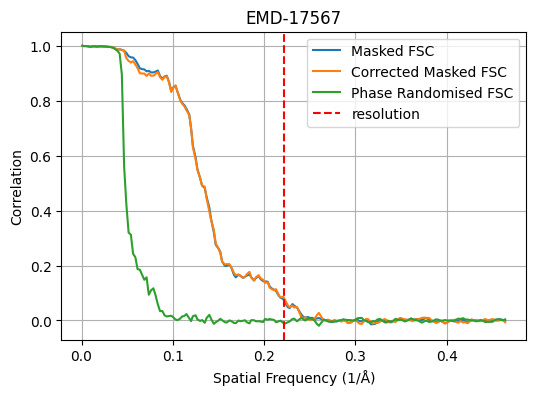 EMD-17567
Masked FSC
Corrected Masked FSC
Phase Randomised FSC
resolution
Correlation
1.0
0.8
0.6
0.4
0.2
0.0
0.0 0.1 0.2 0.3 0.4
Spatial Frequency (1/Å)